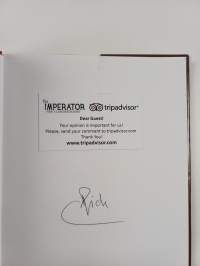 The
IMPERATOR
tripadvisor®
Dear Guest!
Your opinion is important for us!
Please, send your comment to tripadvisor.com
Thank You!
www.tripadvisor.com